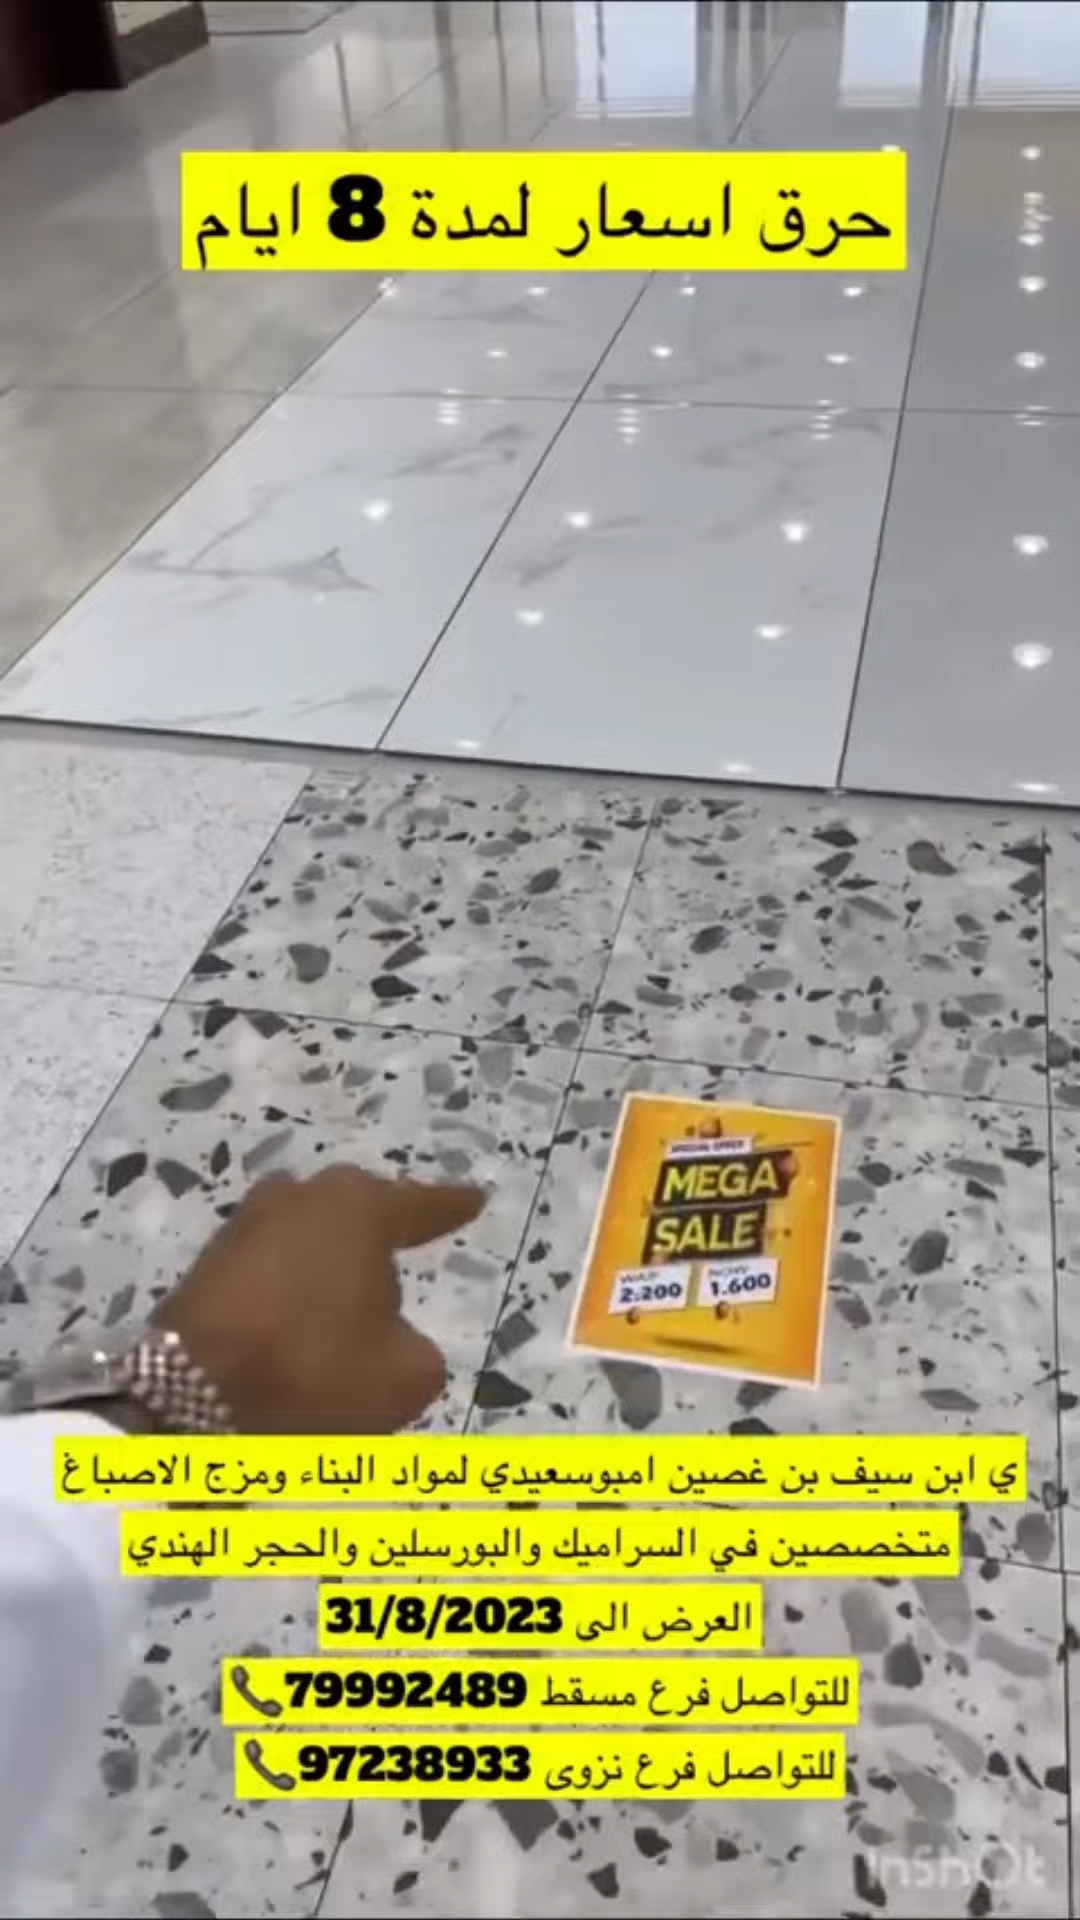 حرق اسعار لمدة 8 ايام
SPECIAL OFFER
MEGA
SALE
WAS NOW
2.200 1.600
ي ابن سيف بن غصين امبوسعيدي لمواد البناء ومزج الاصباغ
متخصصين في السراميك والبورسلين والحجر الهندي
العرض الى 31/8/2023
للتواصل فرع مسقط 79992489📞
للتواصل فرع نزوى 97238933📞
InShOt